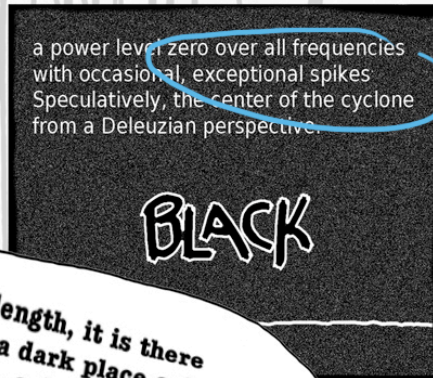 a power level zero over all frequencies
with occasional, exceptional spikes
Speculatively, the center of the cyclone
from a Deleuzian perspective.
BLACK
length, it is there
a dark place